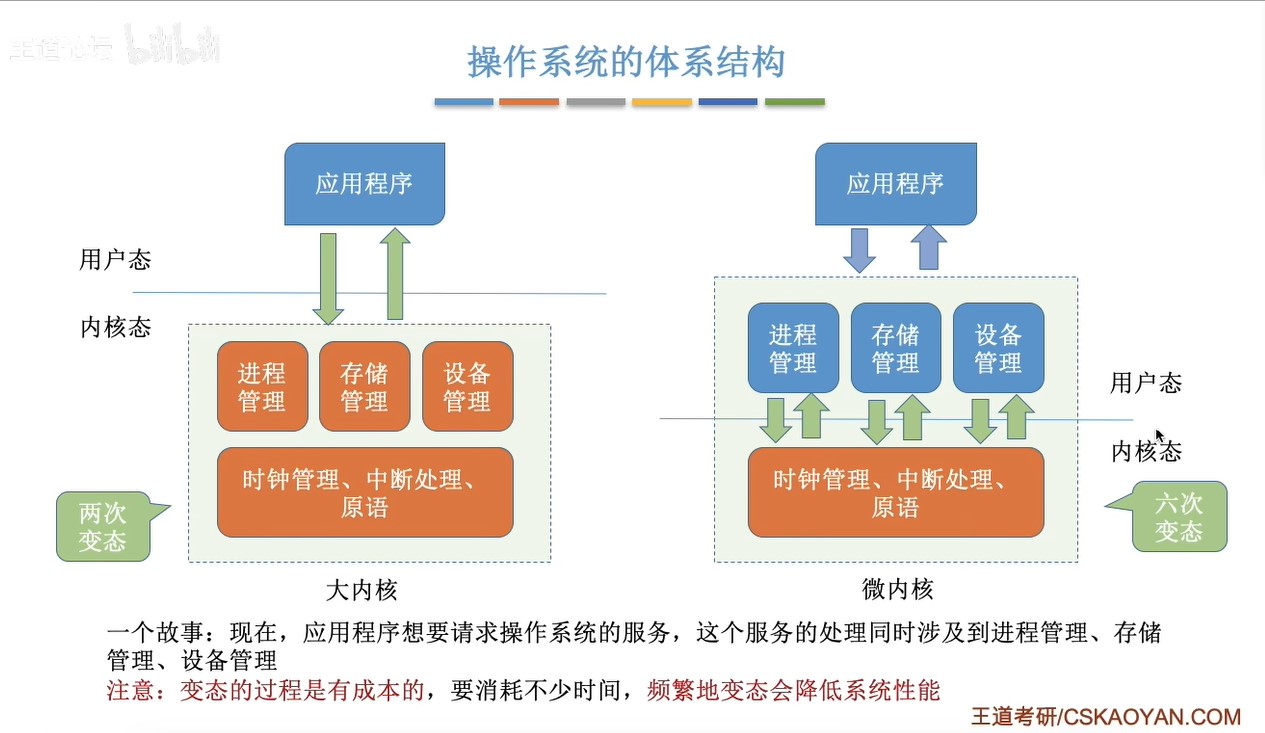 王道论坛 bilibili
操作系统的体系结构
应用程序
用户态
内核态
进程
管理
存储
管理
设备
管理
时钟管理、中断处理、
原语
两次
变态
大内核
应用程序
进程
管理
存储
管理
设备
管理
用户态
内核态
时钟管理、中断处理、
原语
六次
变态
微内核
一个故事：现在，应用程序想要请求操作系统的服务，这个服务的处理同时涉及到进程管理、存储
管理、设备管理
注意：变态的过程是有成本的，要消耗不少时间，频繁地变态会降低系统性能
王道考研/CSKAOYAN.COM